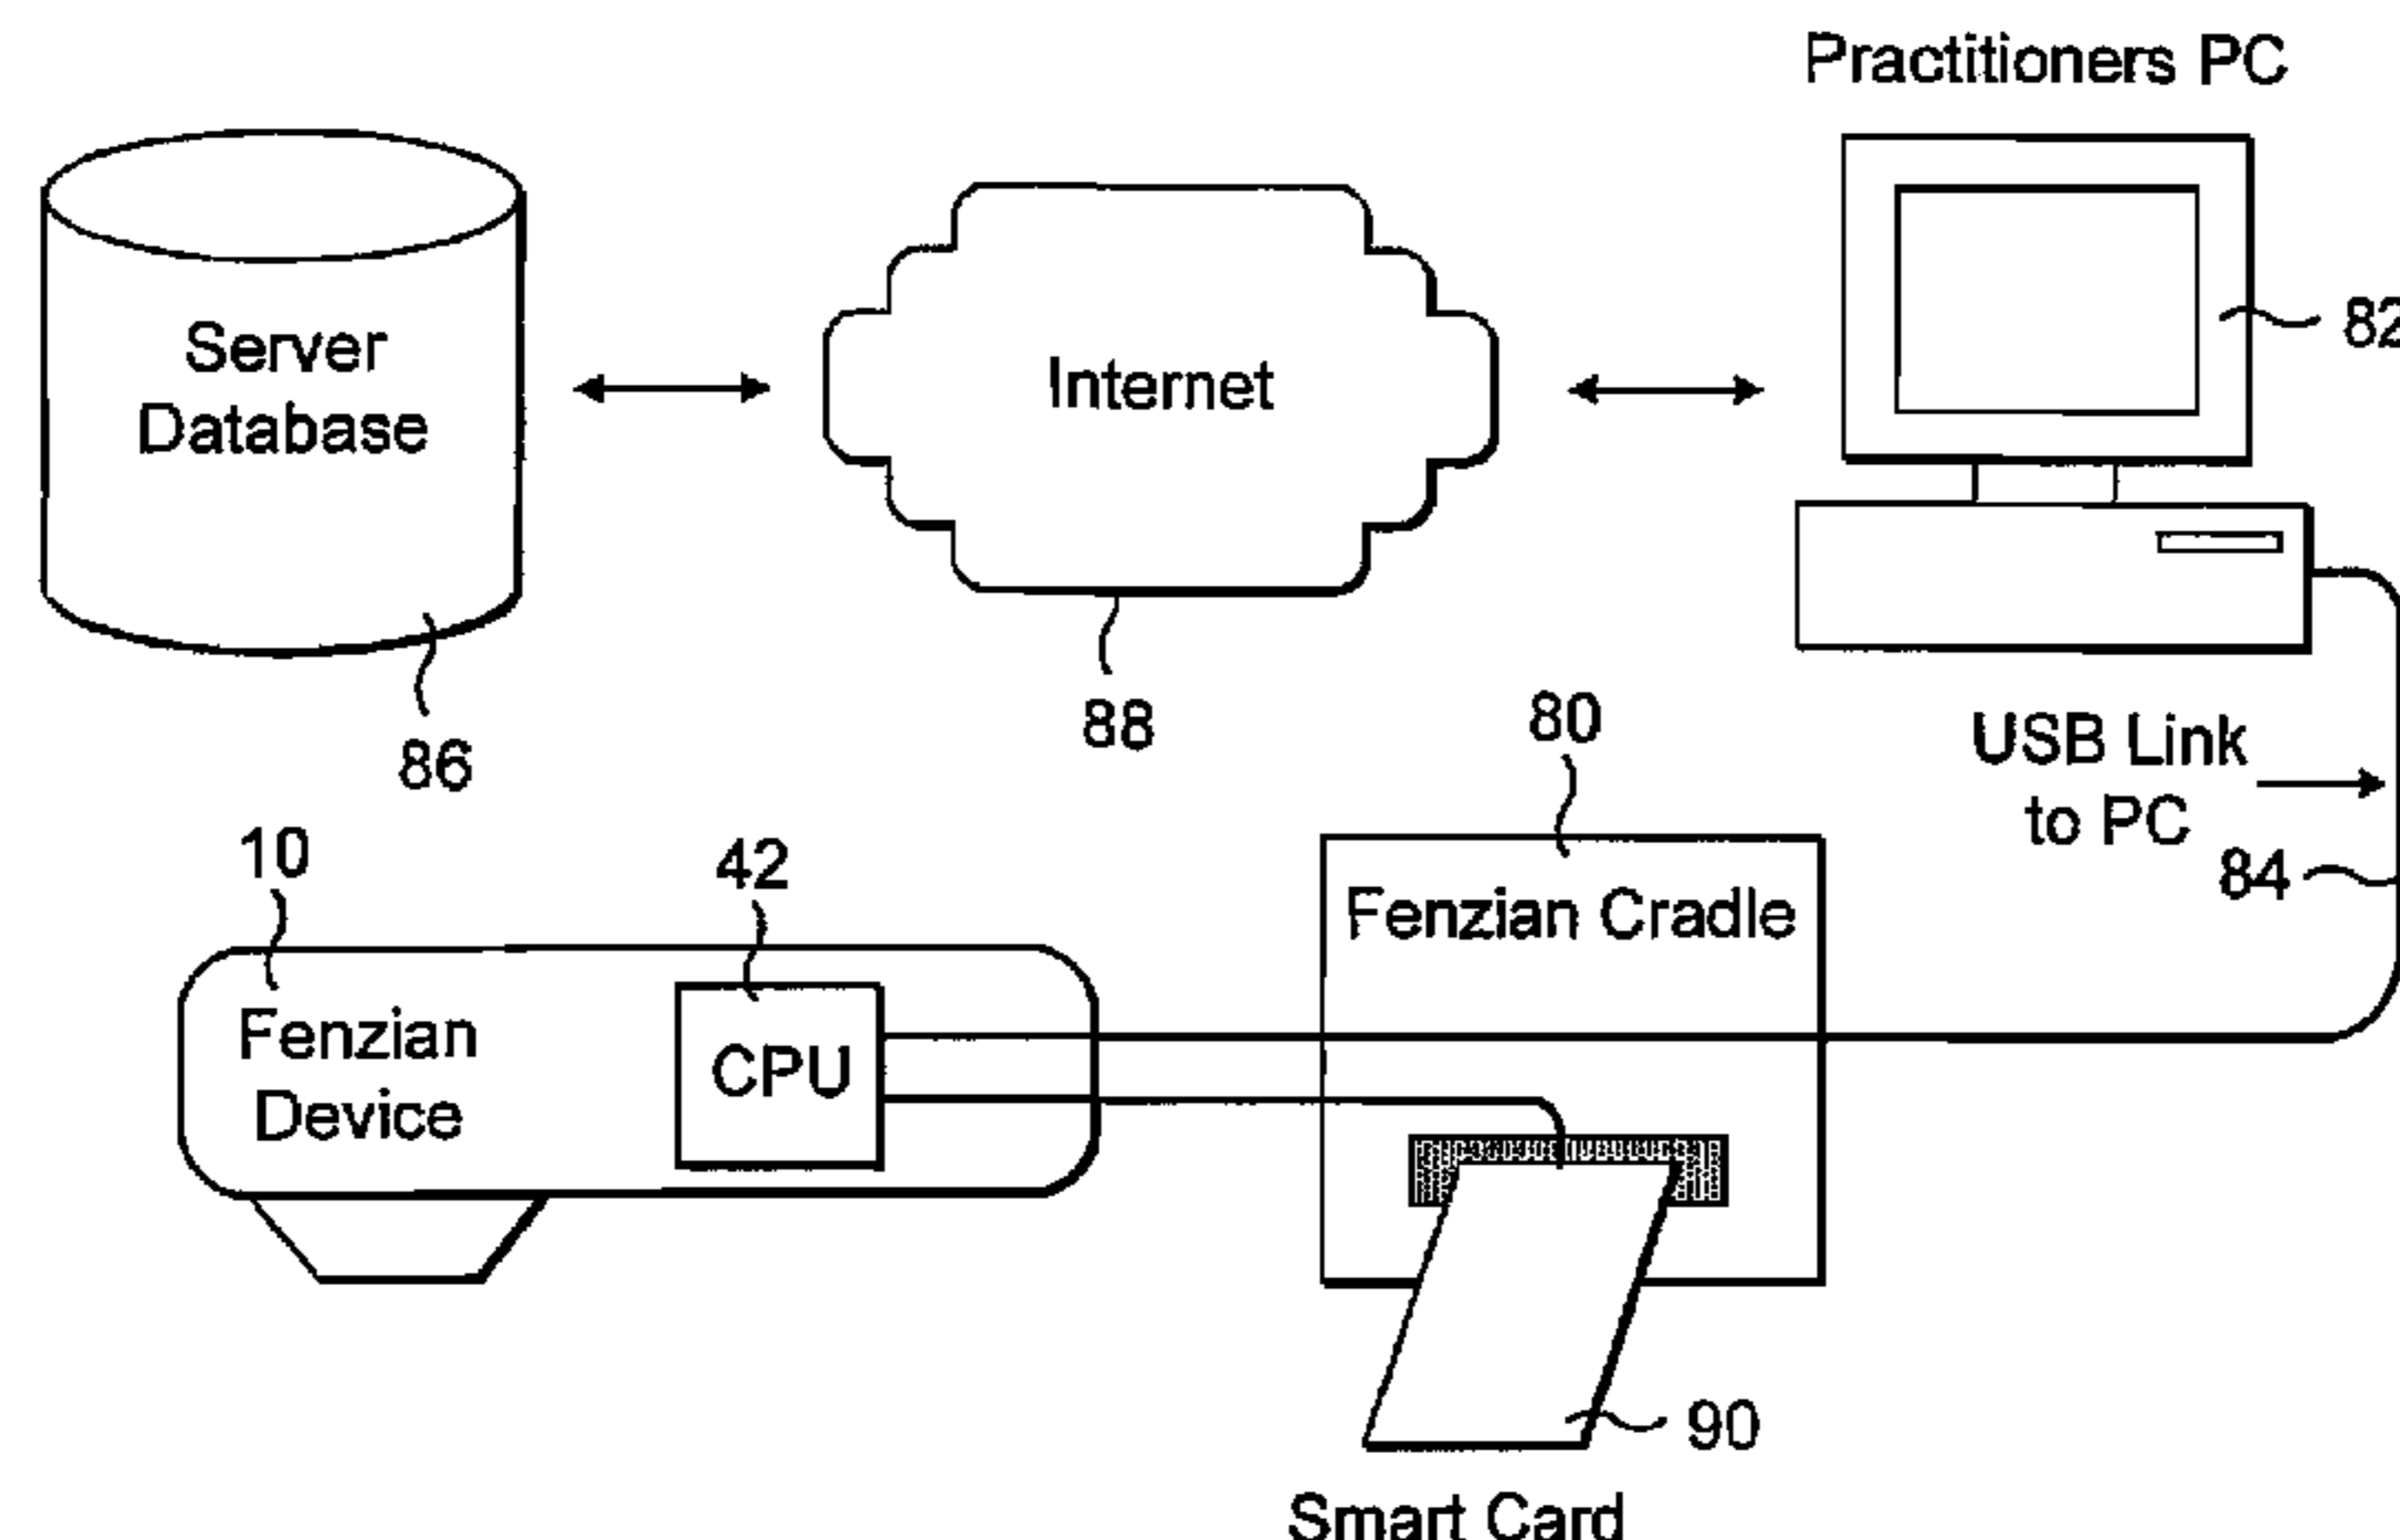 Practitioners PC
Server
Database
Internet
82
86
88
80
USB Link
to PC
84
10
42
Fenzian Cradle
Fenzian
Device
CPU
90
Smart Card